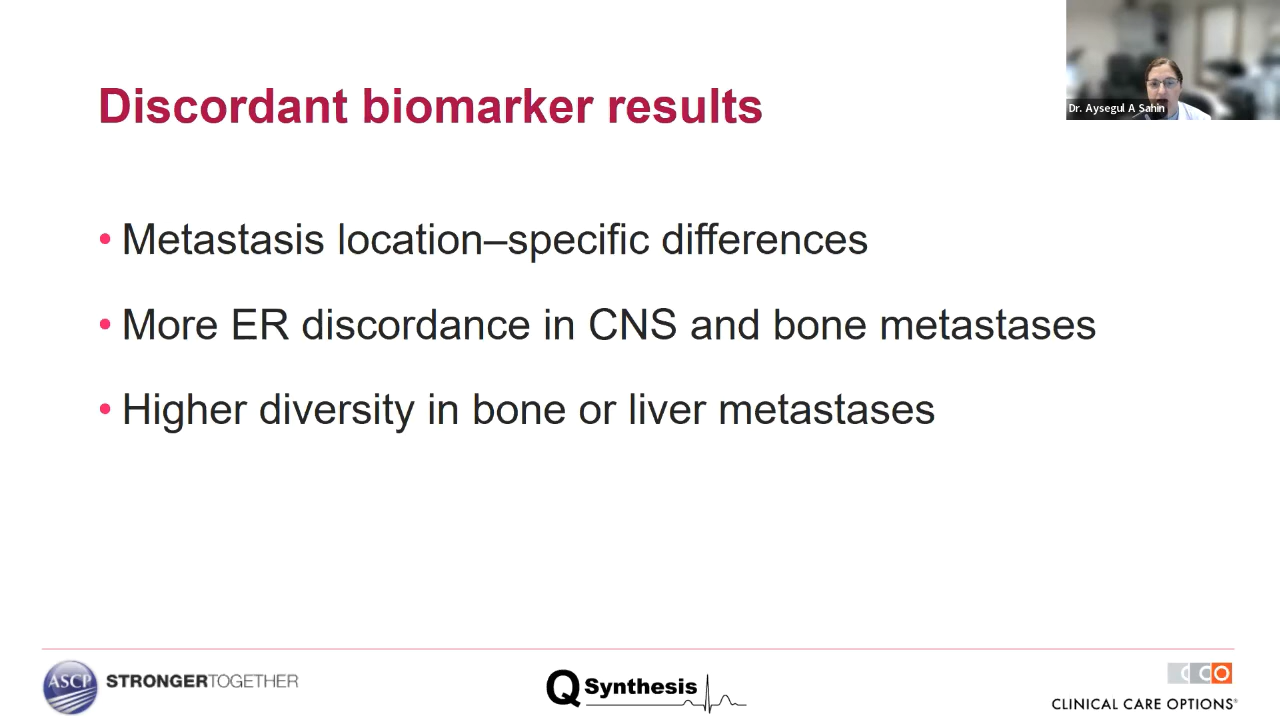 Dr. Aysegul A Sahin
Discordant biomarker results
• Metastasis location–specific differences
• More ER discordance in CNS and bone metastases
• Higher diversity in bone or liver metastases
ASCP STRONGERTOGETHER
Q Synthesis
CCO
CLINICAL CARE OPTIONS®